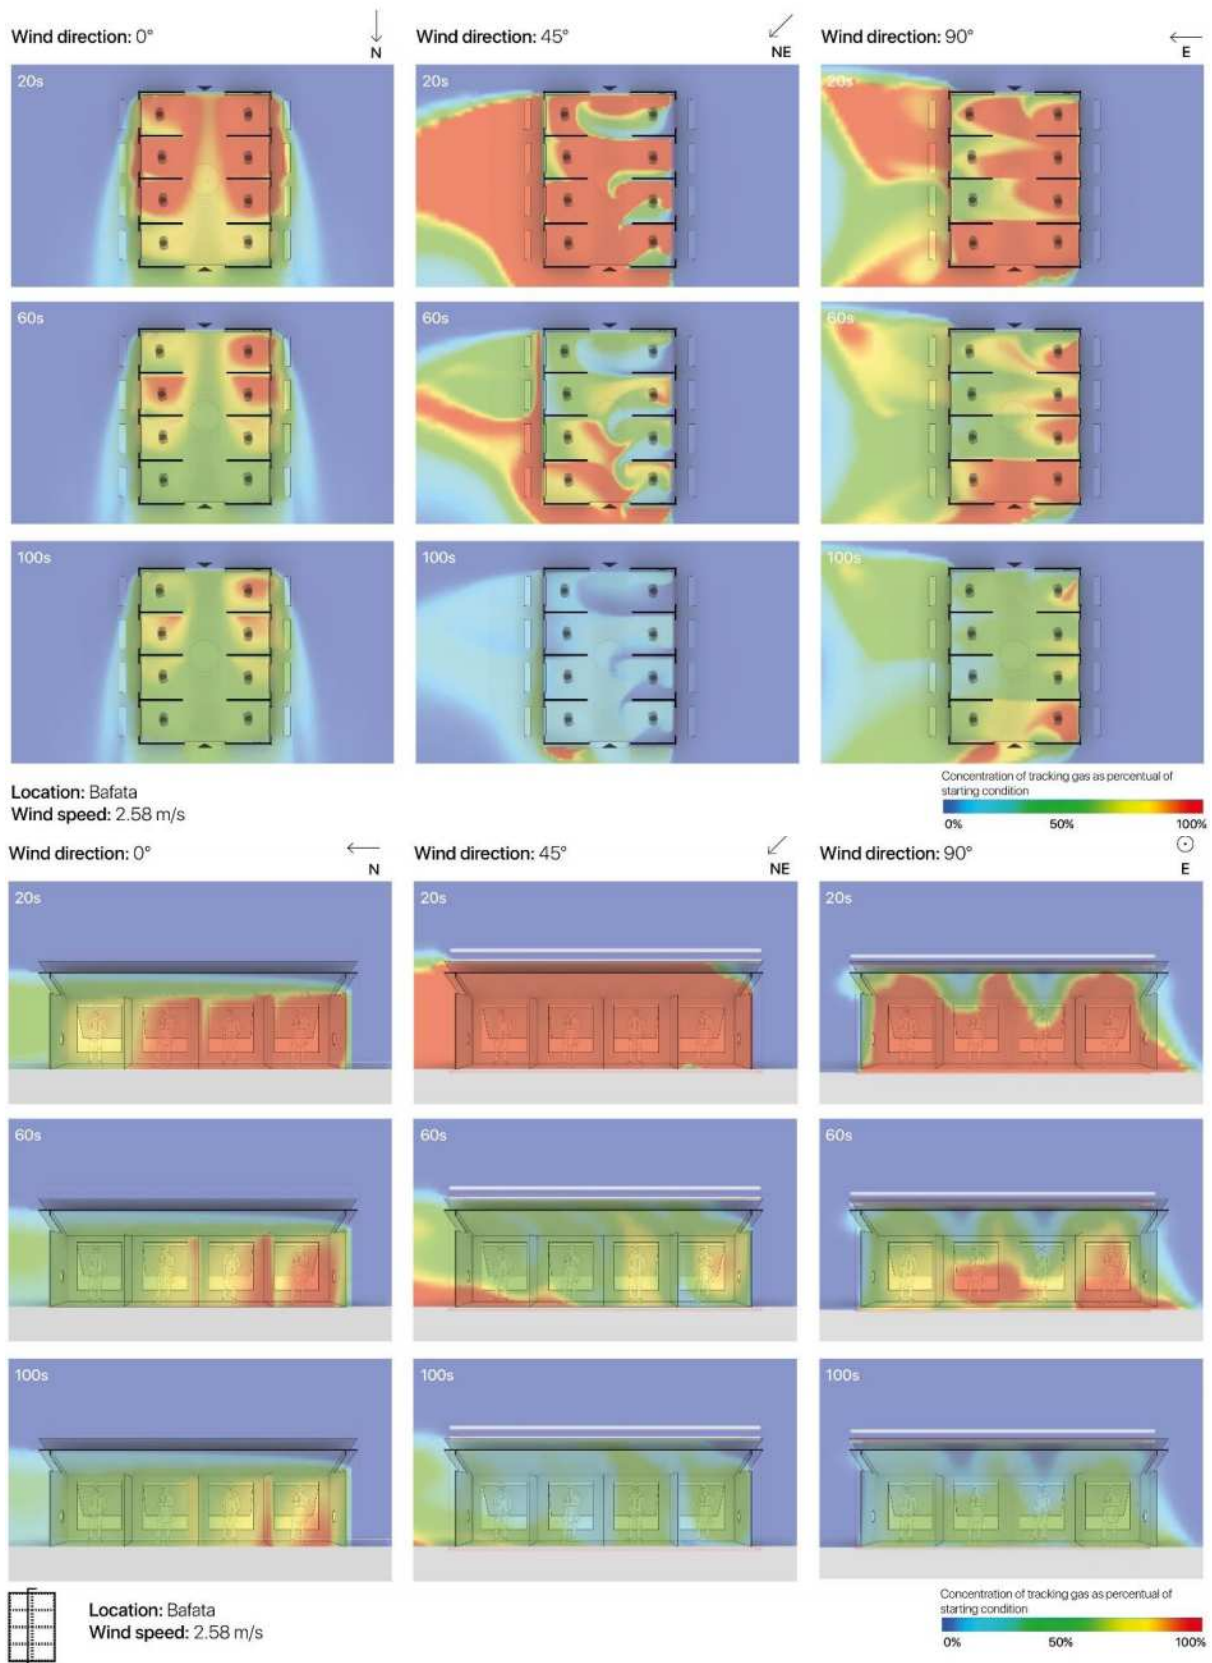 Wind direction: 0°
N
Wind direction: 45°
NE
Wind direction: 90°
E
20s
20s
20s
60s
60s
60s
100s
100s
100s
Location: Bafata
Wind speed: 2.58 m/s
Concentration of tracking gas as percentual of
starting condition
0% 50% 100%
Wind direction: 0°
N
Wind direction: 45°
NE
Wind direction: 90°
E
20s
20s
20s
60s
60s
60s
100s
100s
100s
Location: Bafata
Wind speed: 2.58 m/s
Concentration of tracking gas as percentual of
starting condition
0% 50% 100%